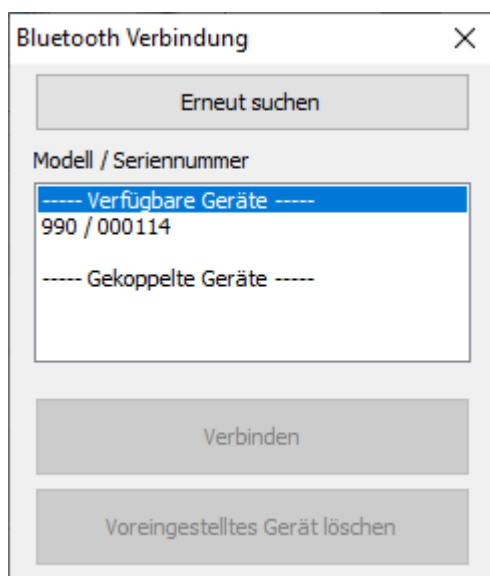 Bluetooth Verbindung
Erneut suchen
Modell / Seriennummer
----- Verfügbare Geräte -----
990 / 000114
----- Gekoppelte Geräte -----
Verbinden
Voreingestelltes Gerät löschen